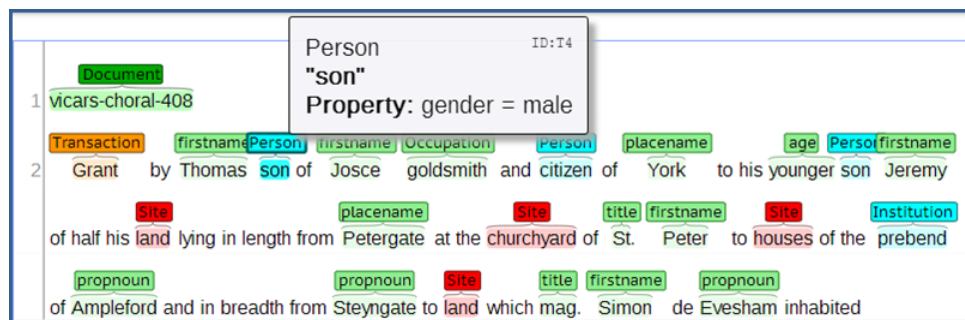 Person ID:T4
"son"
Property: gender = male
Document
1 vicars-choral-408
Transaction firstname Person firstname Occupation Person placename age Person firstname
2 Grant by Thomas son of Josce goldsmith and citizen of York to his younger son Jeremy
Site placename Site title firstname Site Institution
of half his land lying in length from Petergate at the churchyard of St. Peter to houses of the prebend
propnoun propnoun Site title firstname propnoun
of Ampleford and in breadth from Steyngate to land which mag. Simon de Evesham inhabited